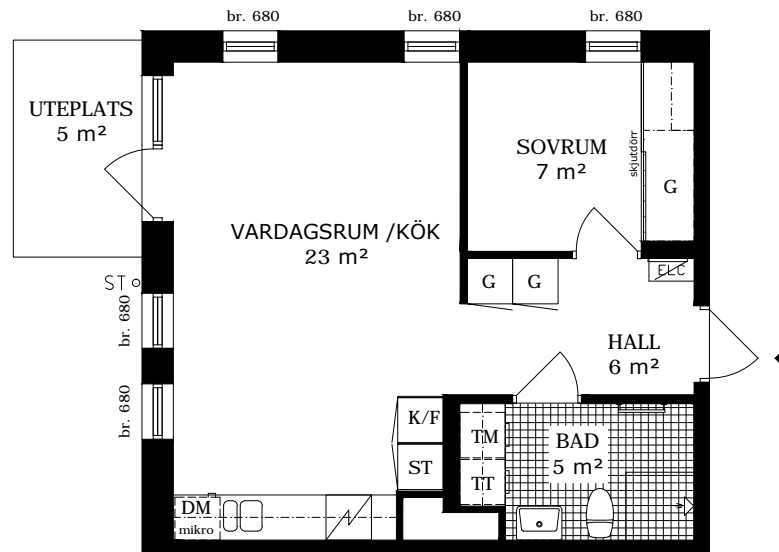 br. 680
br. 680
br. 680
UTEPLATS
5 m²
SOVRUM
7 m²
skjutdörr
G
VARDAGSRUM /KÖK
23 m²
ST
G
G
ELC
br. 680
HALL
6 m²
br. 680
K/F
ST
TM
TT
BAD
5 m²
DM
mikro